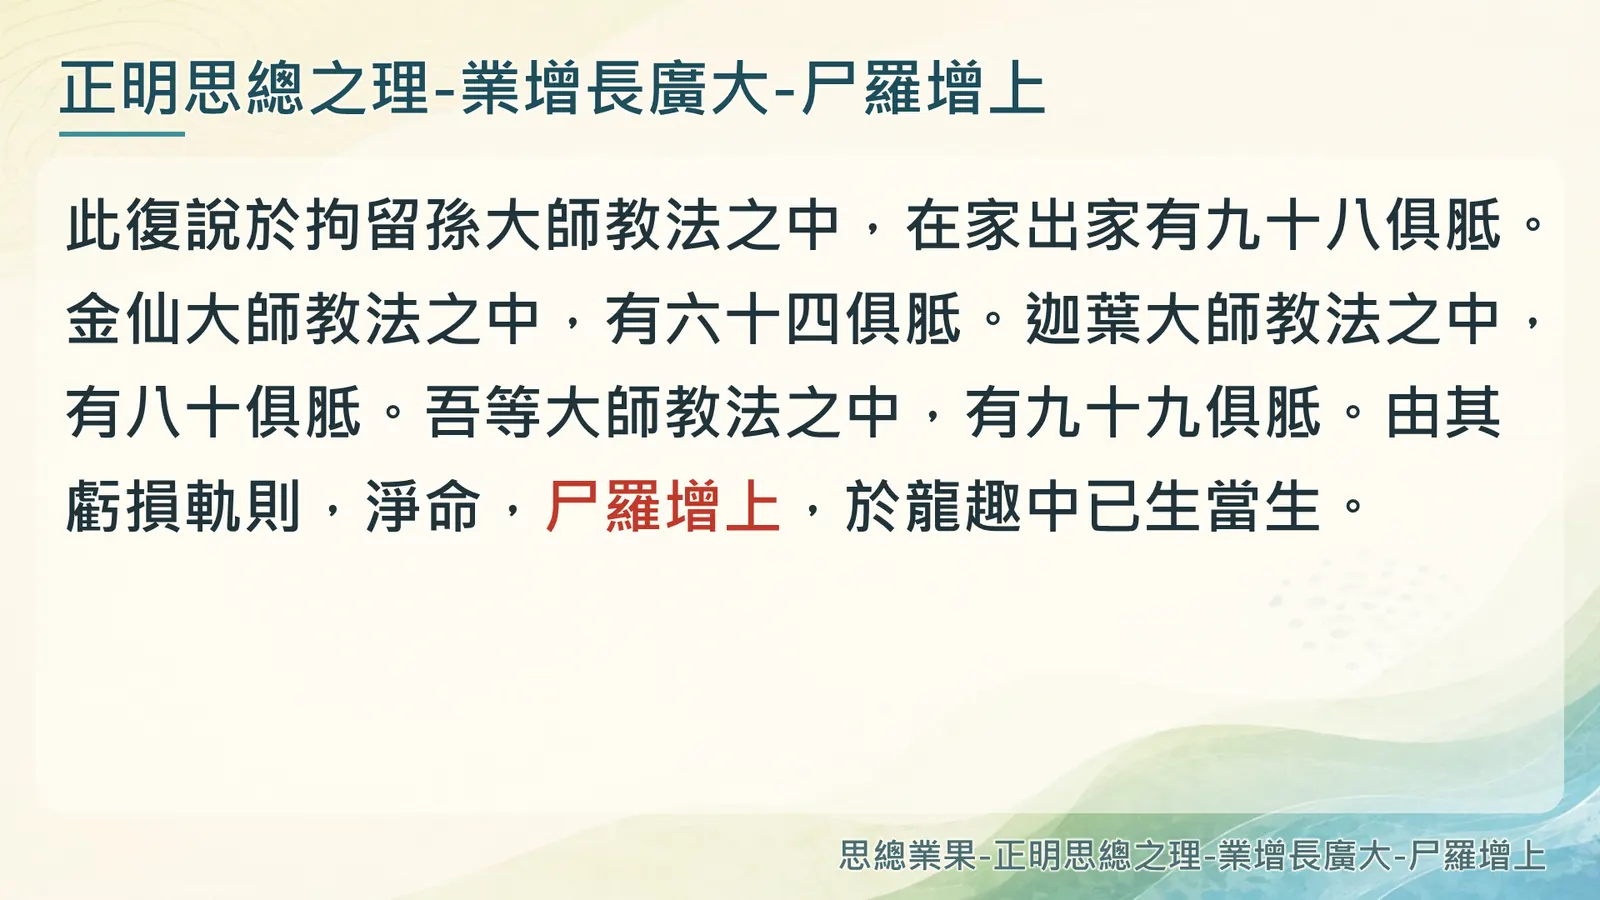 正明思總之理-業增長廣大-尸羅增上
此復說於拘留孫大師教法之中，在家出家有九十八俱胝。
金仙大師教法之中，有六十四俱胝。迦葉大師教法之中，
有八十俱胝。吾等大師教法之中，有九十九俱胝。由其
虧損軌則，淨命，尸羅增上，於龍趣中已生當生。
思總業果-正明思總之理-業增長廣大-尸羅增上